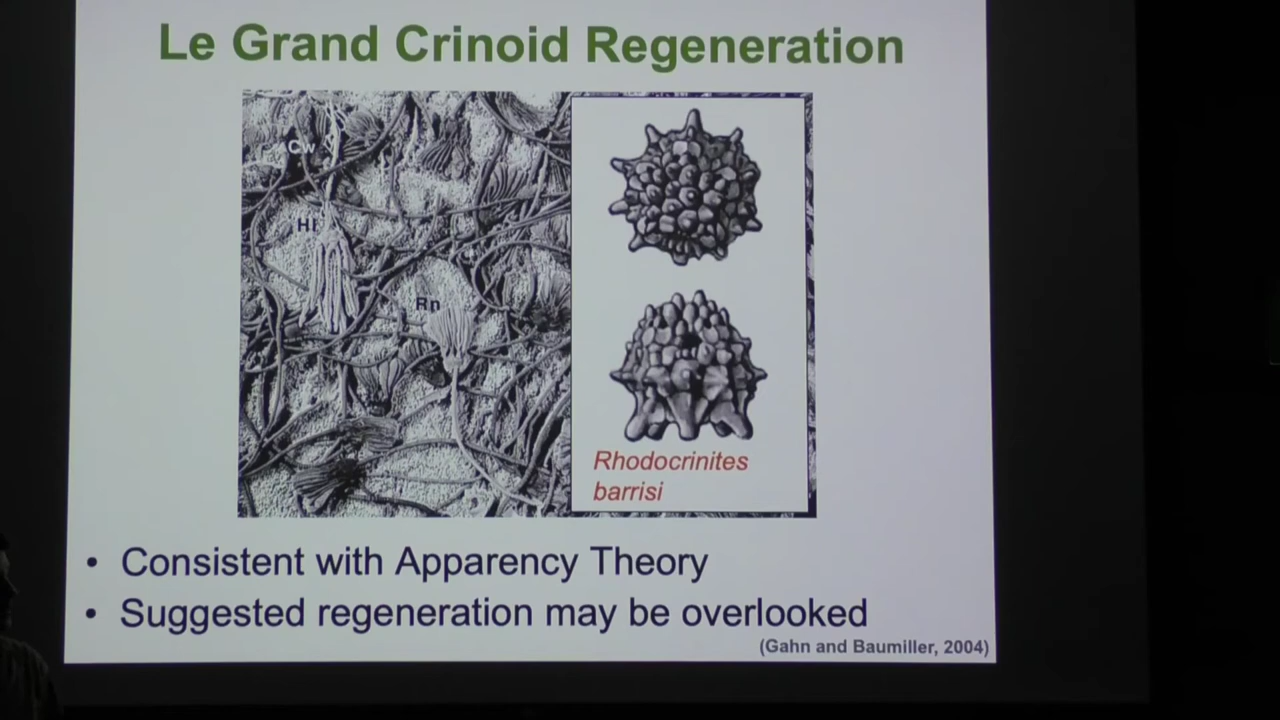 Le Grand Crinoid Regeneration
Cw
Hl
Rn
Rhodocrinites
barrisi
• Consistent with Apparency Theory
• Suggested regeneration may be overlooked
(Gahn and Baumiller, 2004)